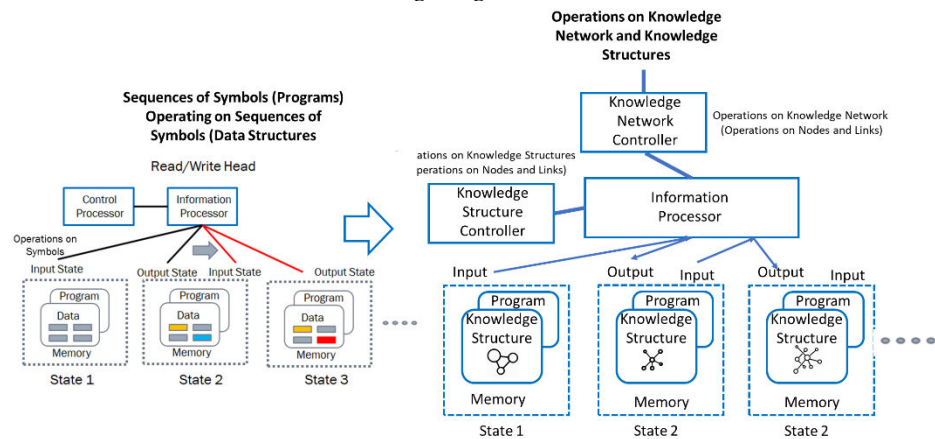 Sequences of Symbols (Programs)
Operating on Sequences of
Symbols (Data Structures
Read/Write Head
Control
Processor
Information
Processor
Operations on
Symbols
Input State
Output State
Input State
Output State
Program
Data
Memory
Program
Data
Memory
Program
Data
Memory
State 1
State 2
State 3
Operations on Knowledge
Network and Knowledge
Structures
Knowledge
Network
Controller
Operations on Knowledge Network
(Operations on Nodes and Links)
ations on Knowledge Structures
perations on Nodes and Links)
Knowledge
Structure
Controller
Information
Processor
Input
Output
Input
Output
Input
Program
Knowledge
Structure
Memory
Program
Knowledge
Structure
Memory
Program
Knowledge
Structure
Memory
State 1
State 2
State 2